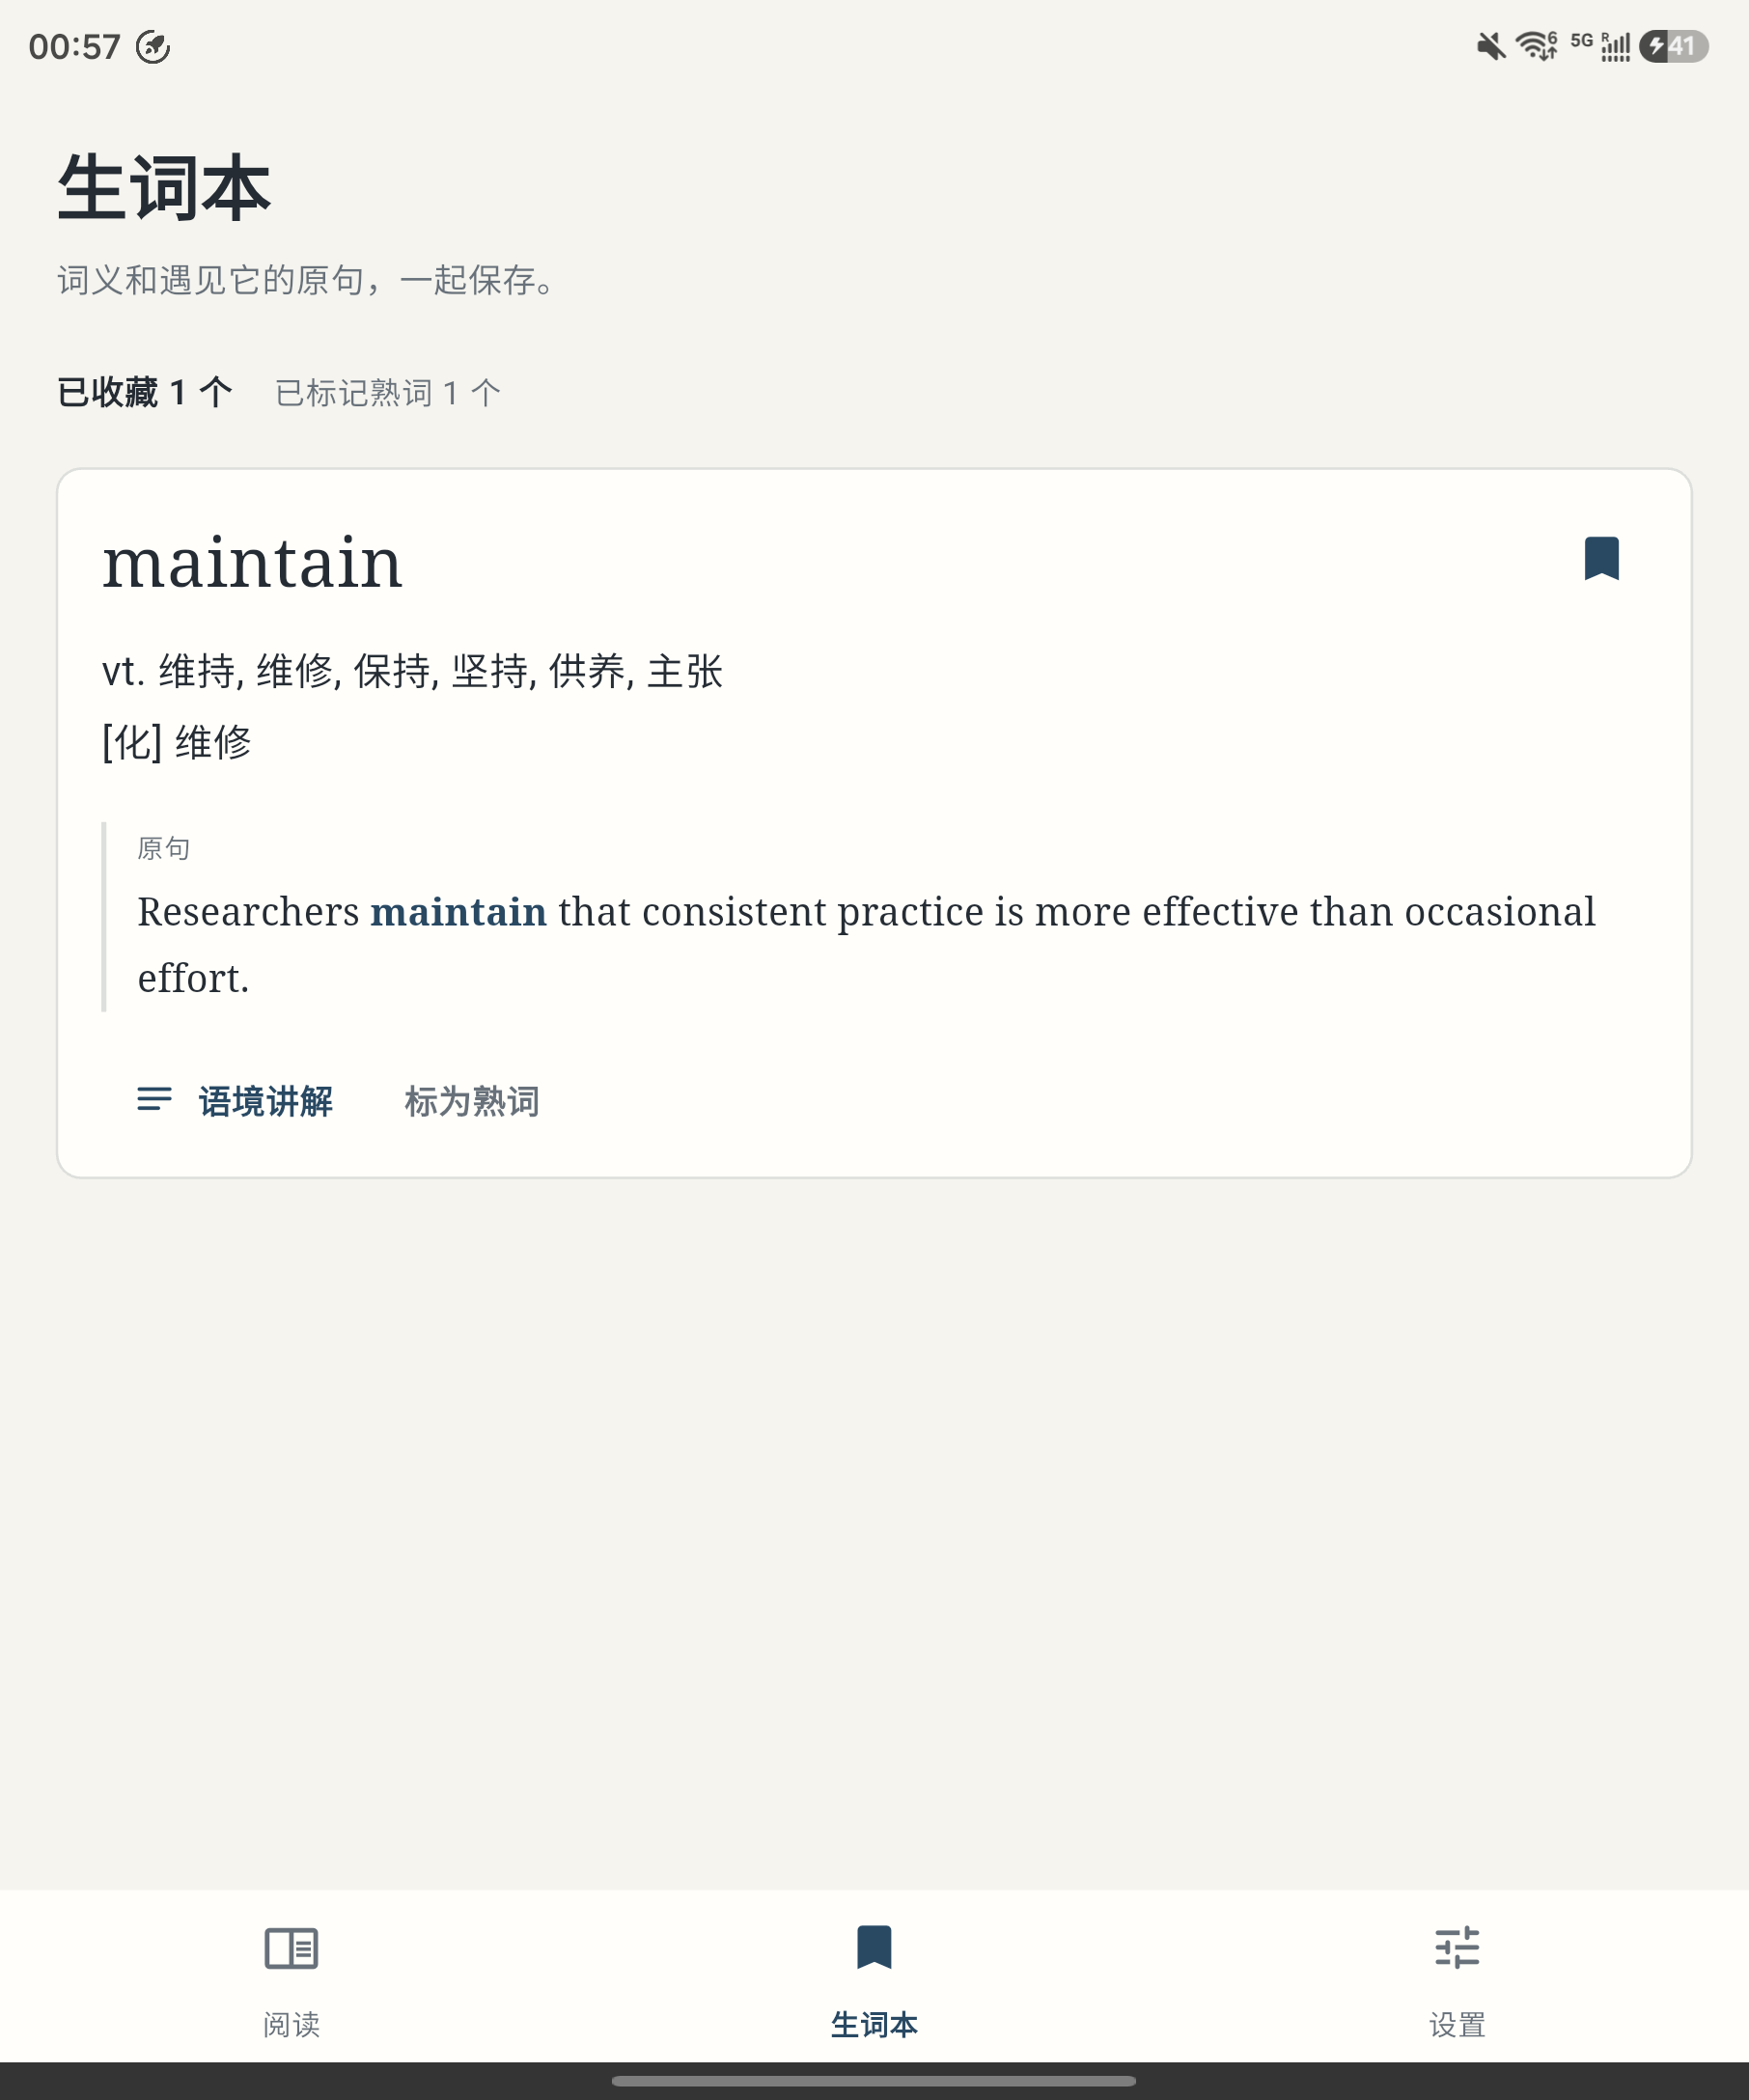 00:57
6 5G R 41
生词本
词义和遇见它的原句，一起保存。
已收藏 1 个 已标记熟词 1 个
maintain
vt. 维持, 维修, 保持, 坚持, 供养, 主张
[化] 维修
原句
Researchers maintain that consistent practice is more effective than occasional
effort.
语境讲解 标为熟词
阅读 生词本 设置